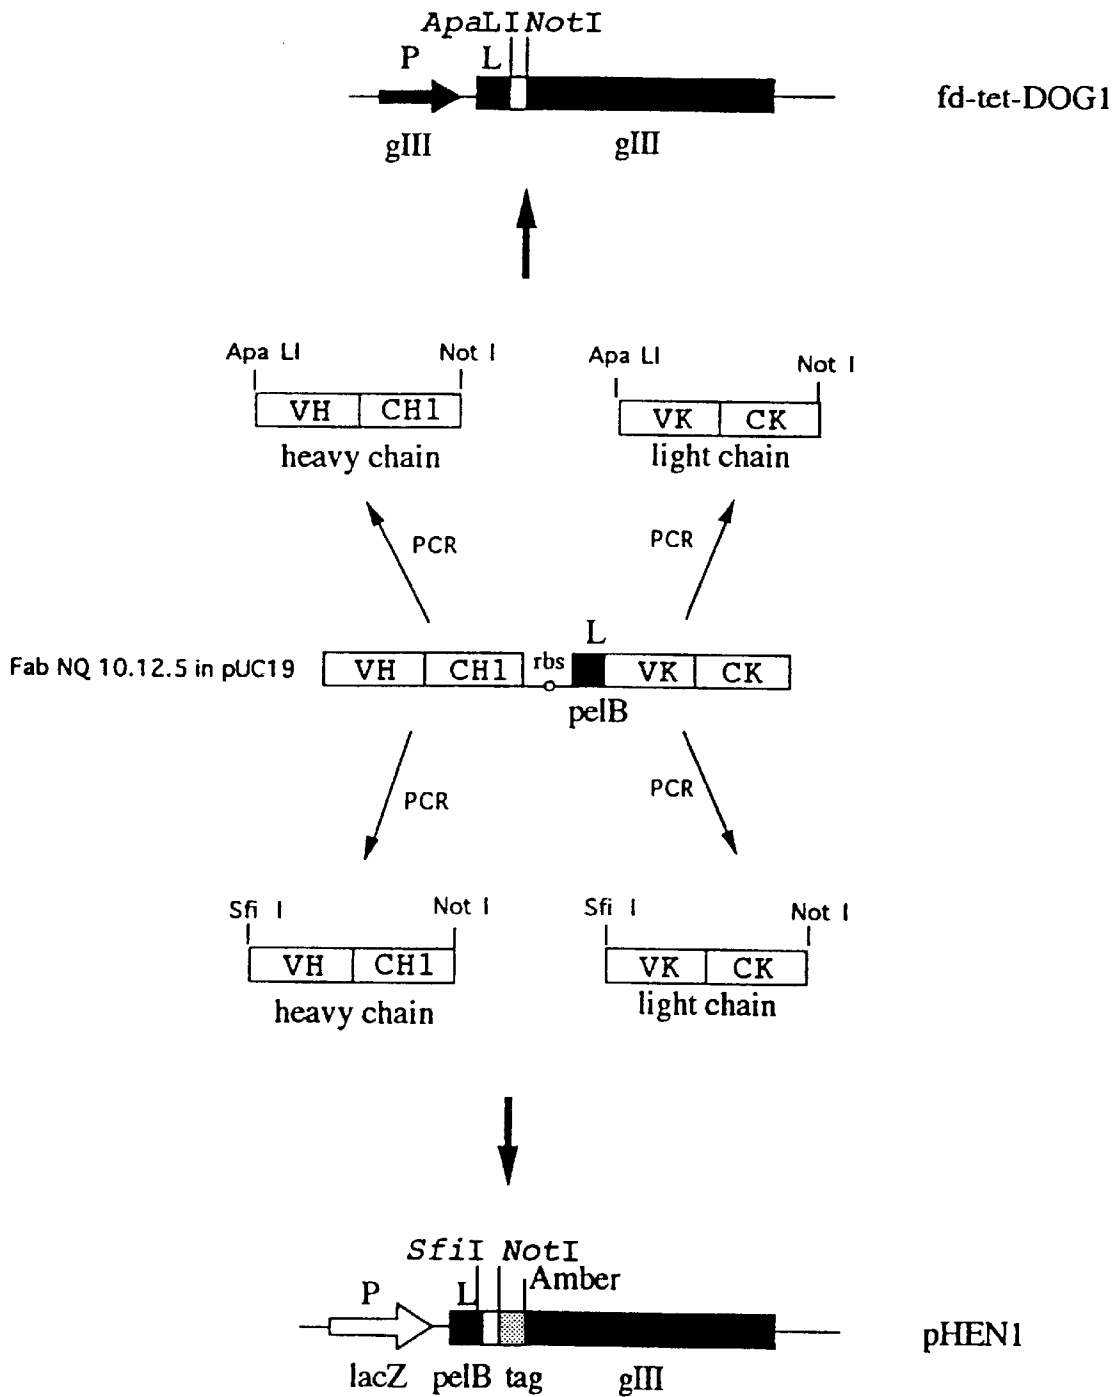 ApaLI NotI
P L
fd-tet-DOG1
gIII gIII
Apa LI Not I Apa LI Not I
VH CH1 VK CK
heavy chain light chain
PCR PCR
L
Fab NQ 10.12.5 in pUC19 VH CH1 rbs VK CK
pelB
PCR PCR
Sfi I Not I Sfi I Not I
VH CH1 VK CK
heavy chain light chain
SfiI NotI
P L Amber
pHEN1
lacZ pelB tag gIII